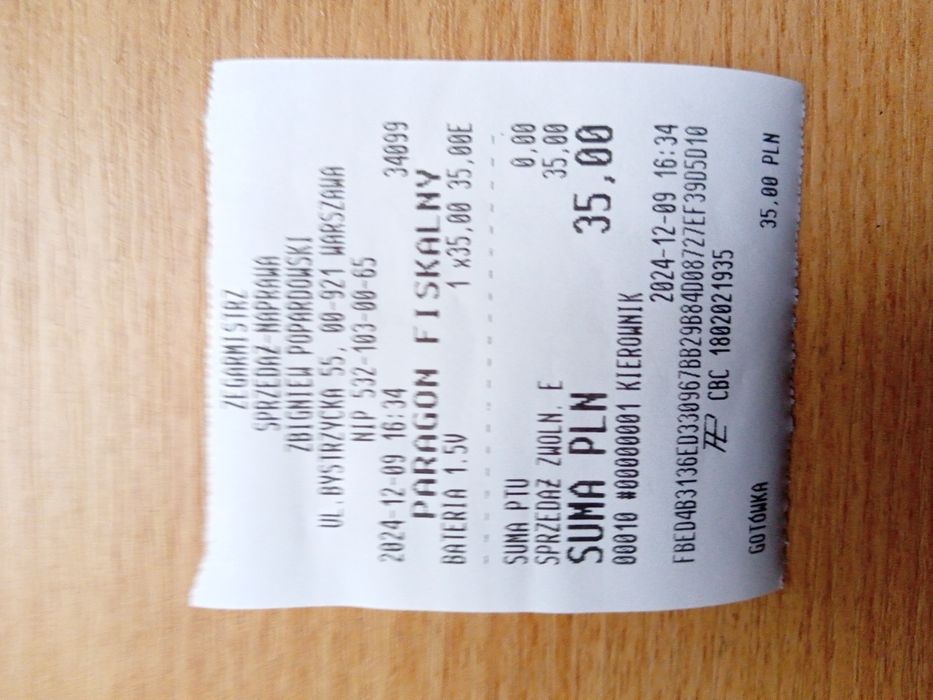 ZEGARMISTRZ
SPRZEDAŻ-NAPRAWA
ZBIGNIEW POPARDOWSKI
UL.BYSTRZYCKA 55, 00-921 WARSZAWA
NIP 532-103-00-65
2024-12-09 16:34 34099
PARAGON FISKALNY
BATERIA 1.5V 1 x35,00 35,00E
SUMA PTU 0,00
SPRZEDAŻ ZWOLN. E 35,00
SUMA PLN 35,00
00010 #00000001 KIEROWNIK 2024-12-09 16:34
FBED4B3136ED330967BB29B84D08727EF39D5D10
CBC 1802021935
GOTÓWKA 35,00 PLN